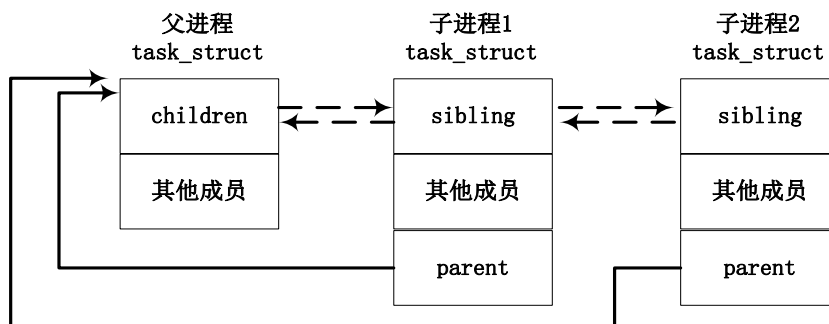 父进程
task_struct
子进程1
task_struct
子进程2
task_struct
children
sibling
sibling
其他成员
其他成员
其他成员
parent
parent